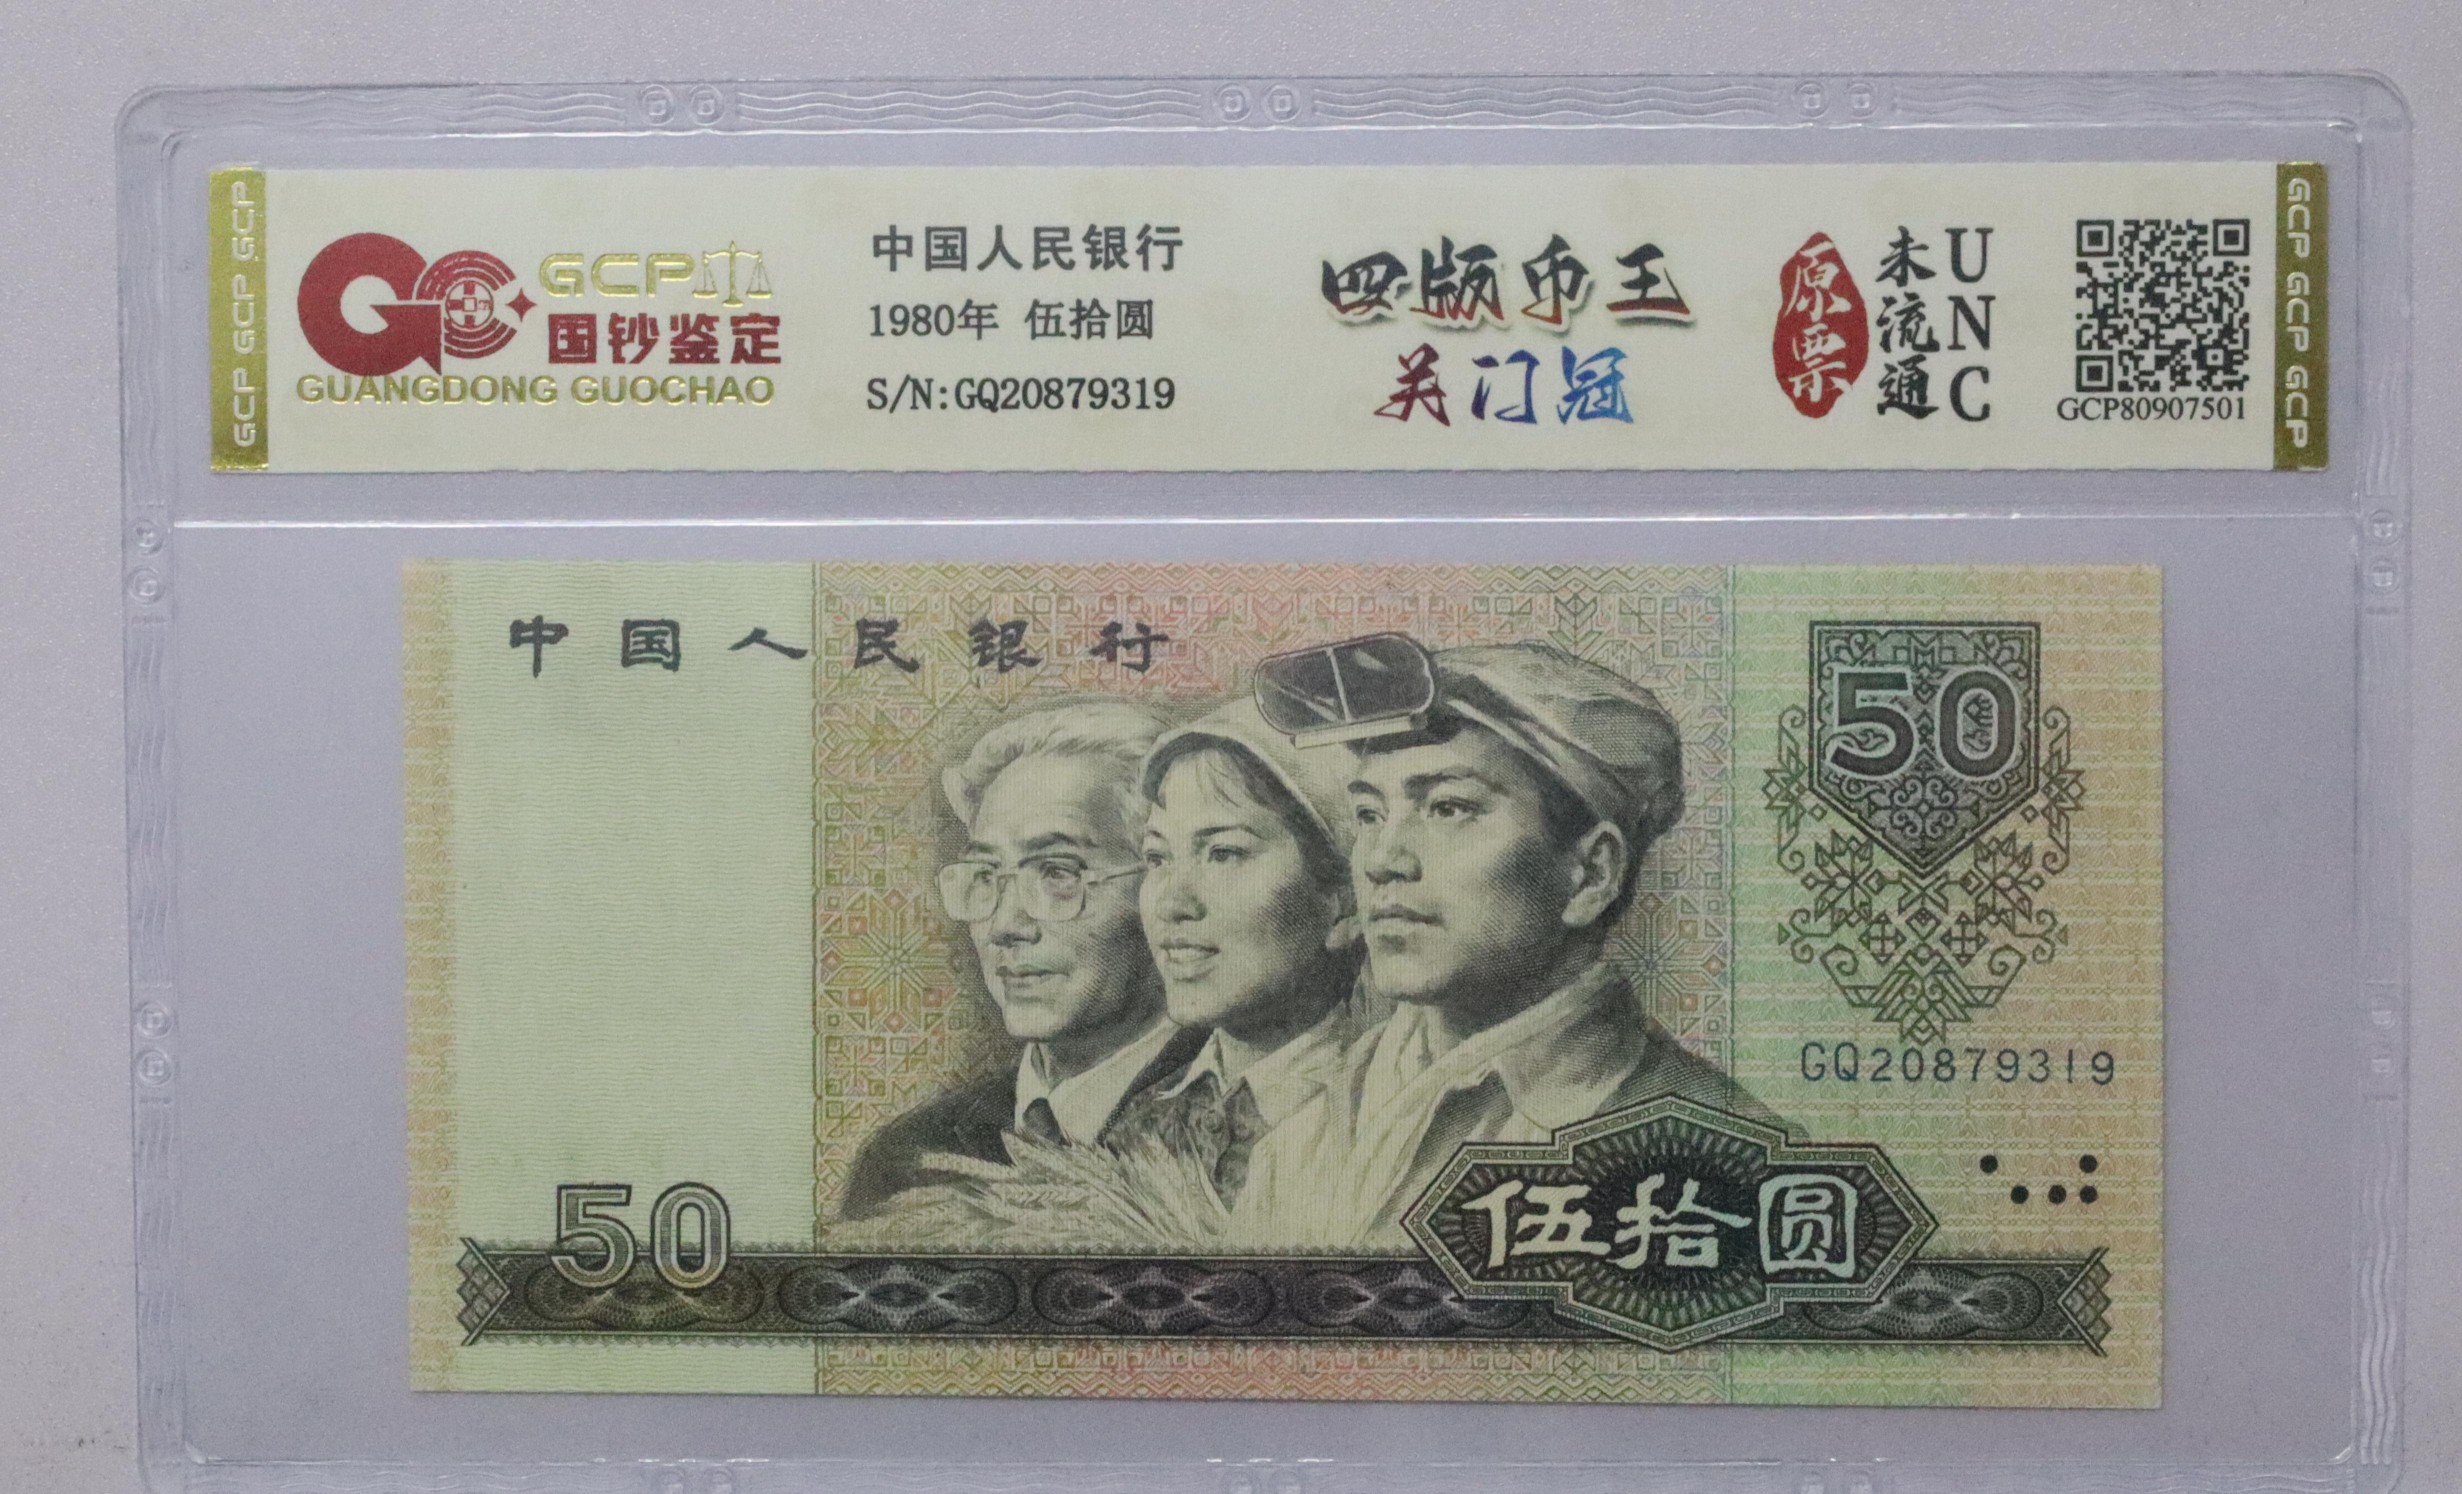 GCP GCP GCP
GCP
国钞鉴定
GUANGDONG GUOCHAO
中国人民银行
1980年 伍拾圆
S/N:GQ20879319
四版币王
关门冠
原票
未流通
UNC
GCP80907501
GCP GCP GCP GCP
中国人民银行
50
GQ20879319
50
伍拾圆